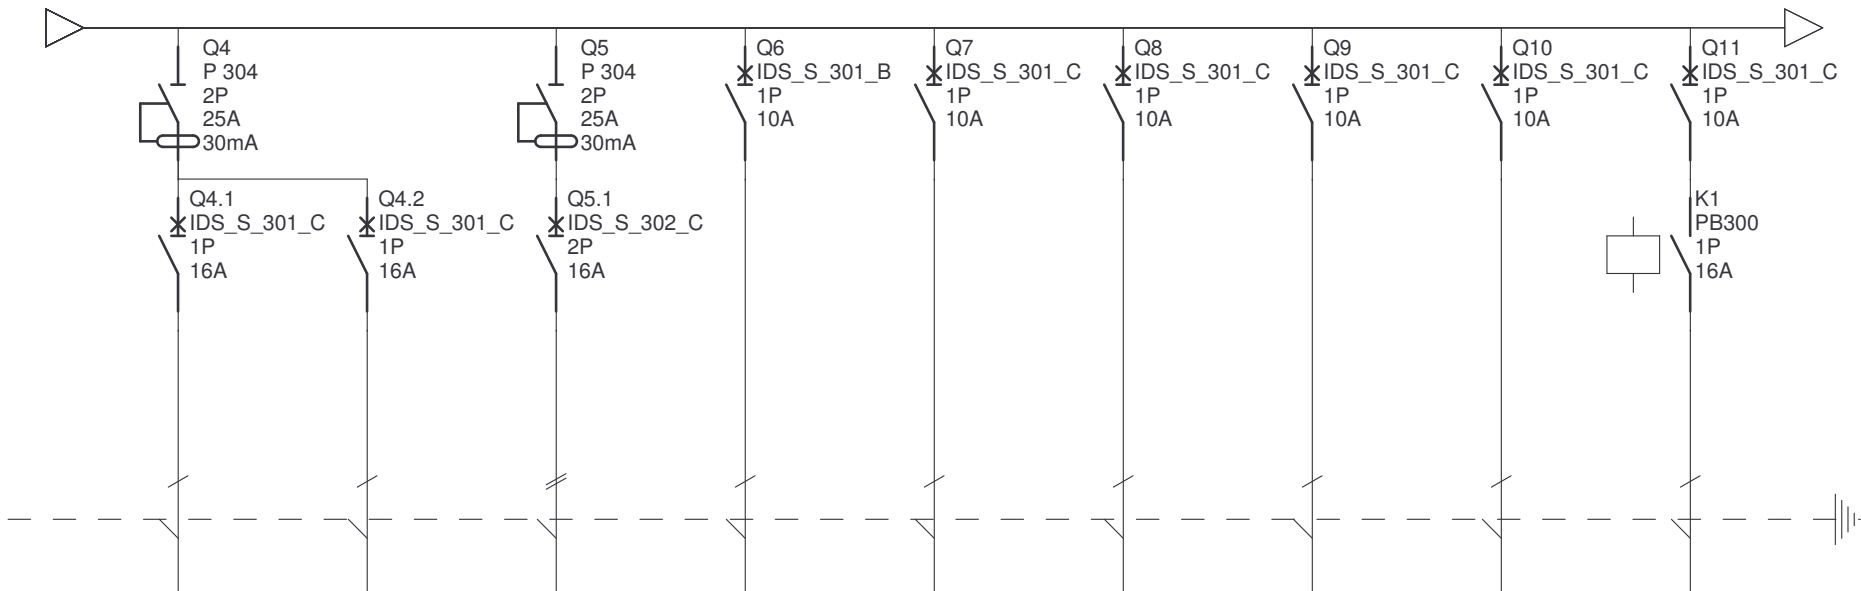 Q4
P 304
2P
25A
30mA
Q5
P 304
2P
25A
30mA
Q6
IDS_S_301_B
1P
10A
Q7
IDS_S_301_C
1P
10A
Q8
IDS_S_301_C
1P
10A
Q9
IDS_S_301_C
1P
10A
Q10
IDS_S_301_C
1P
10A
Q11
IDS_S_301_C
1P
10A
Q4.1
IDS_S_301_C
1P
16A
Q4.2
IDS_S_301_C
1P
16A
Q5.1
IDS_S_302_C
2P
16A
K1
PB300
1P
16A